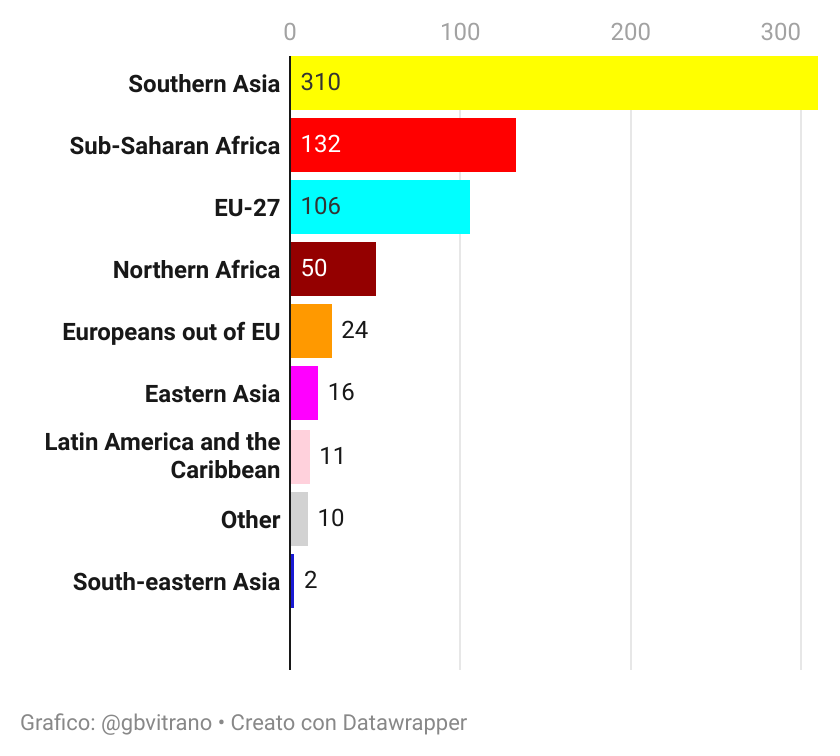 0 100 200 300
Southern Asia 310
Sub-Saharan Africa 132
EU-27 106
Northern Africa 50
Europeans out of EU 24
Eastern Asia 16
Latin America and the
Caribbean 11
Other 10
South-eastern Asia 2
Grafico: @gbvitrano • Creato con Datawrapper